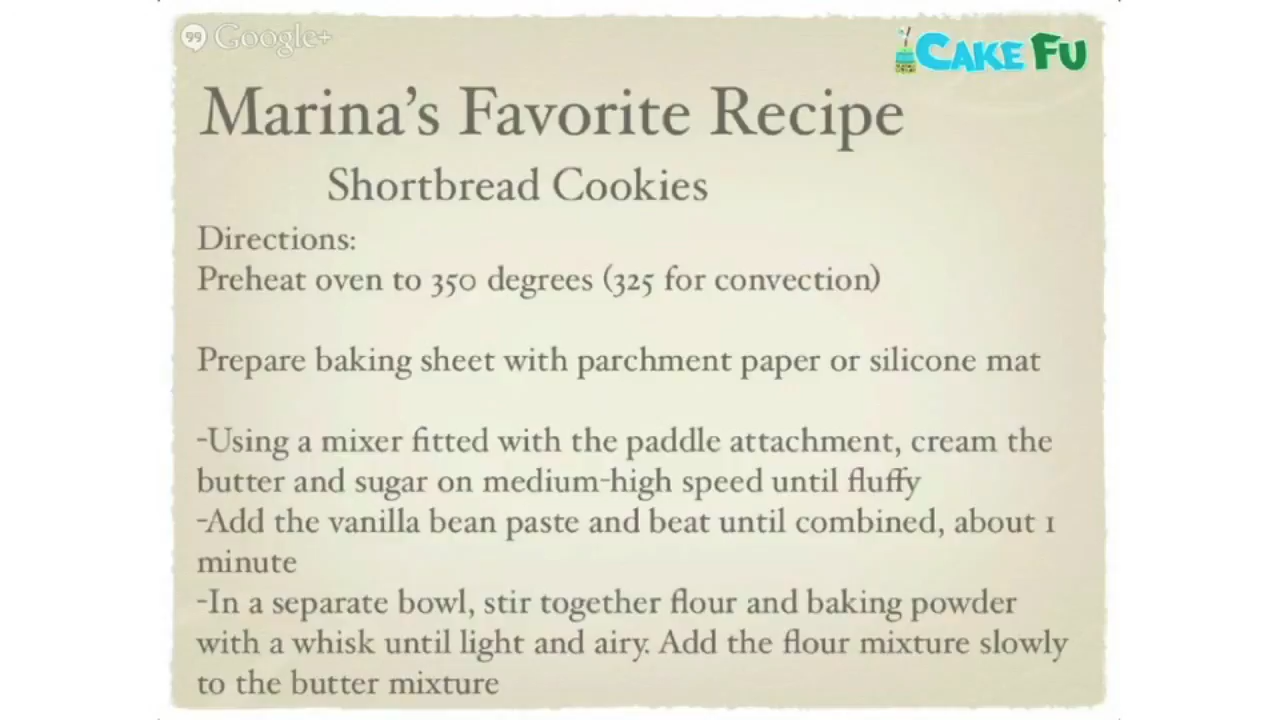 Google+
CAKE FU
Marina's Favorite Recipe
Shortbread Cookies
Directions:
Preheat oven to 350 degrees (325 for convection)
Prepare baking sheet with parchment paper or silicone mat
-Using a mixer fitted with the paddle attachment, cream the
butter and sugar on medium-high speed until fluffy
-Add the vanilla bean paste and beat until combined, about 1
minute
-In a separate bowl, stir together flour and baking powder
with a whisk until light and airy. Add the flour mixture slowly
to the butter mixture